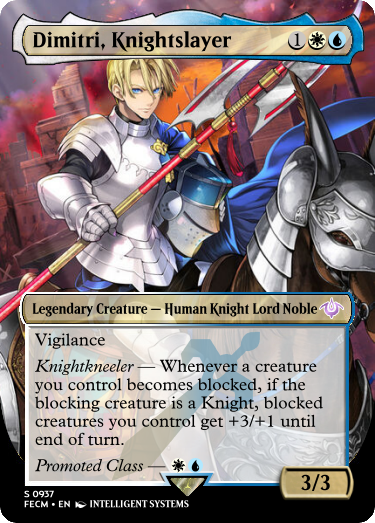 Dimitri, Knightslayer 1
Legendary Creature — Human Knight Lord Noble
Vigilance
Knightkneeler — Whenever a creature
you control becomes blocked, if the
blocking creature is a Knight, blocked
creatures you control get +3/+1 until
end of turn.
Promoted Class —
3/3
S 0937
FECM • EN INTELLIGENT SYSTEMS